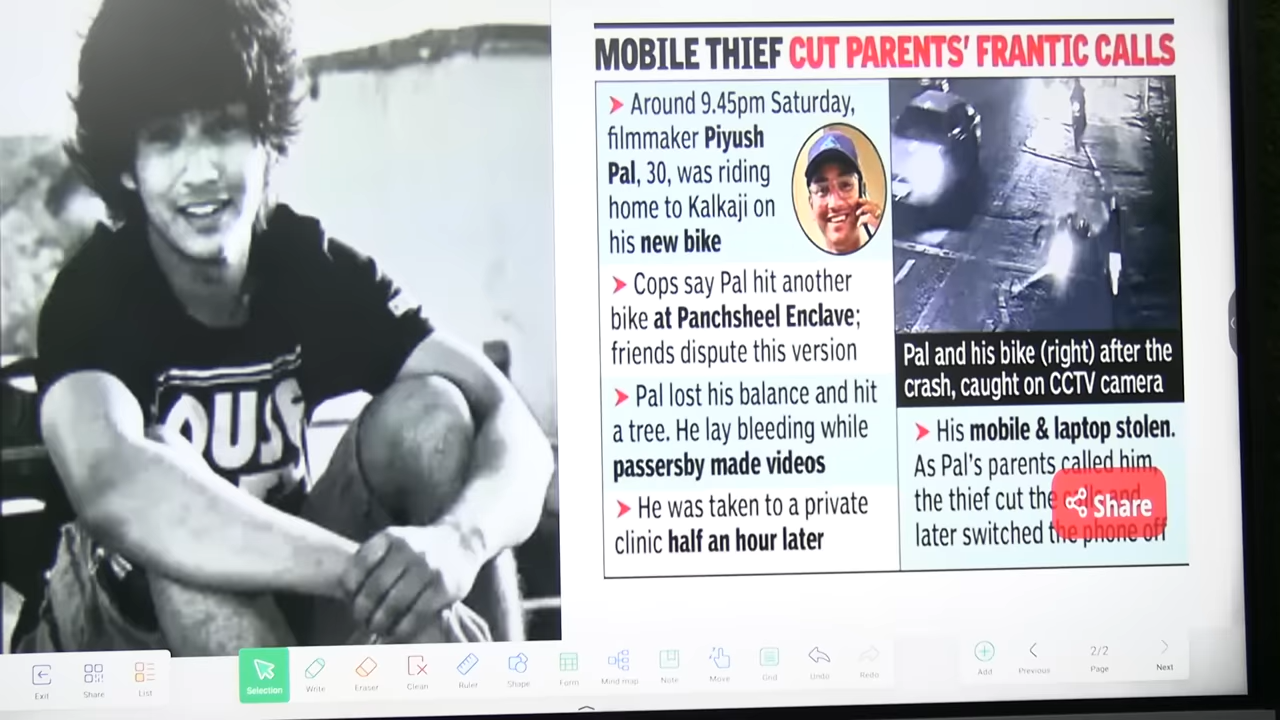 MOBILE THIEF CUT PARENTS' FRANTIC CALLS
➤ Around 9.45pm Saturday,
filmmaker Piyush
Pal, 30, was riding
home to Kalkaji on
his new bike
➤ Cops say Pal hit another
bike at Panchsheel Enclave;
friends dispute this version
➤ Pal lost his balance and hit
a tree. He lay bleeding while
passersby made videos
➤ He was taken to a private
clinic half an hour later
Pal and his bike (right) after the
crash, caught on CCTV camera
➤ His mobile & laptop stolen.
As Pal's parents called him,
the thief cut the calls and
later switched the phone off
Share
OUS
Exit
Share
List
Selection
Write
Eraser
Clean
Ruler
Shape
Form
Mind map
Note
Move
Grid
Undo
Redo
Add
Previous
2/2
Page
Next